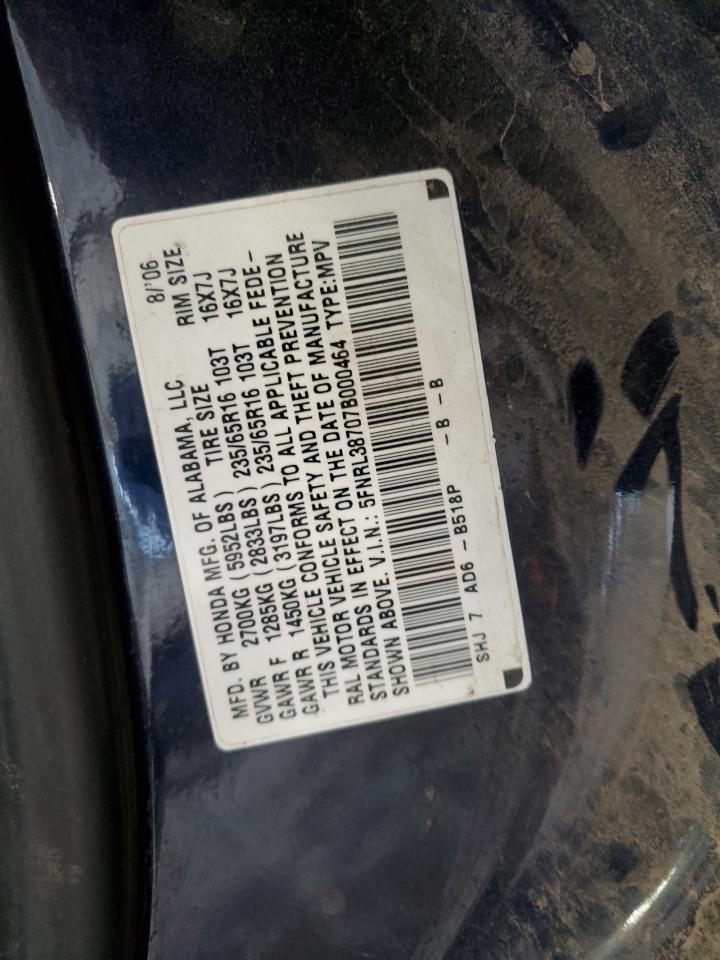 MFD. BY HONDA MFG. OF ALABAMA, LLC 8/'06
GVWR 2700KG (5952LBS) TIRE SIZE RIM SIZE
GAWR F 1285KG (2833LBS) 235/65R16 103T 16X7J
GAWR R 1450KG (3197LBS) 235/65R16 103T 16X7J
THIS VEHICLE CONFORMS TO ALL APPLICABLE FEDE-
RAL MOTOR VEHICLE SAFETY AND THEFT PREVENTION
STANDARDS IN EFFECT ON THE DATE OF MANUFACTURE
SHOWN ABOVE. V.I.N.: 5FNRL38707B000464 TYPE:MPV
SHJ 7 AD6 -B518P -B -B